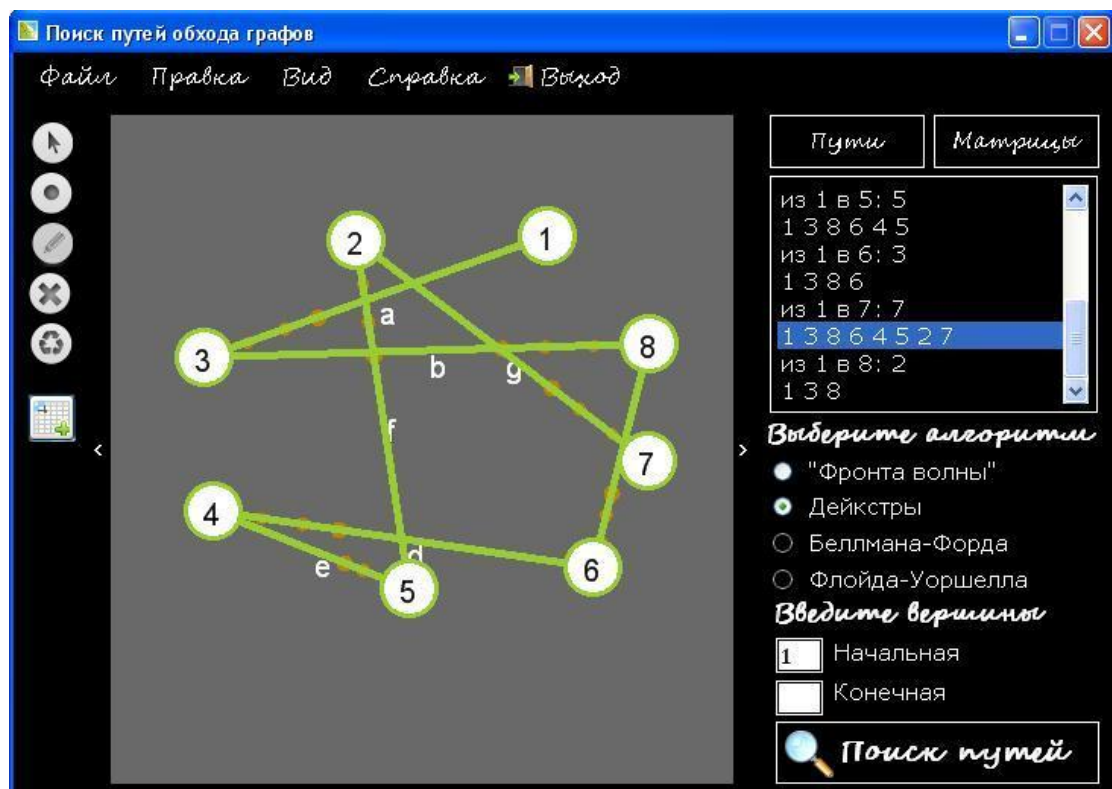 Поиск путей обхода графов
Файл Правка Вид Справка Выход
Пути Матрицы
из 1 в 5: 5
1 3 8 6 4 5
из 1 в 6: 3
1 3 8 6
из 1 в 7: 7
1 3 8 6 4 5 2 7
из 1 в 8: 2
1 3 8
2
1
a
3
8
b
g
f
7
4
d
e
6
5
<
>
Выберите алгоритм
"Фронта волны"
Дейкстры
Беллмана-Форда
Флойда-Уоршелла
Введите вершины
1 Начальная
Конечная
Поиск путей